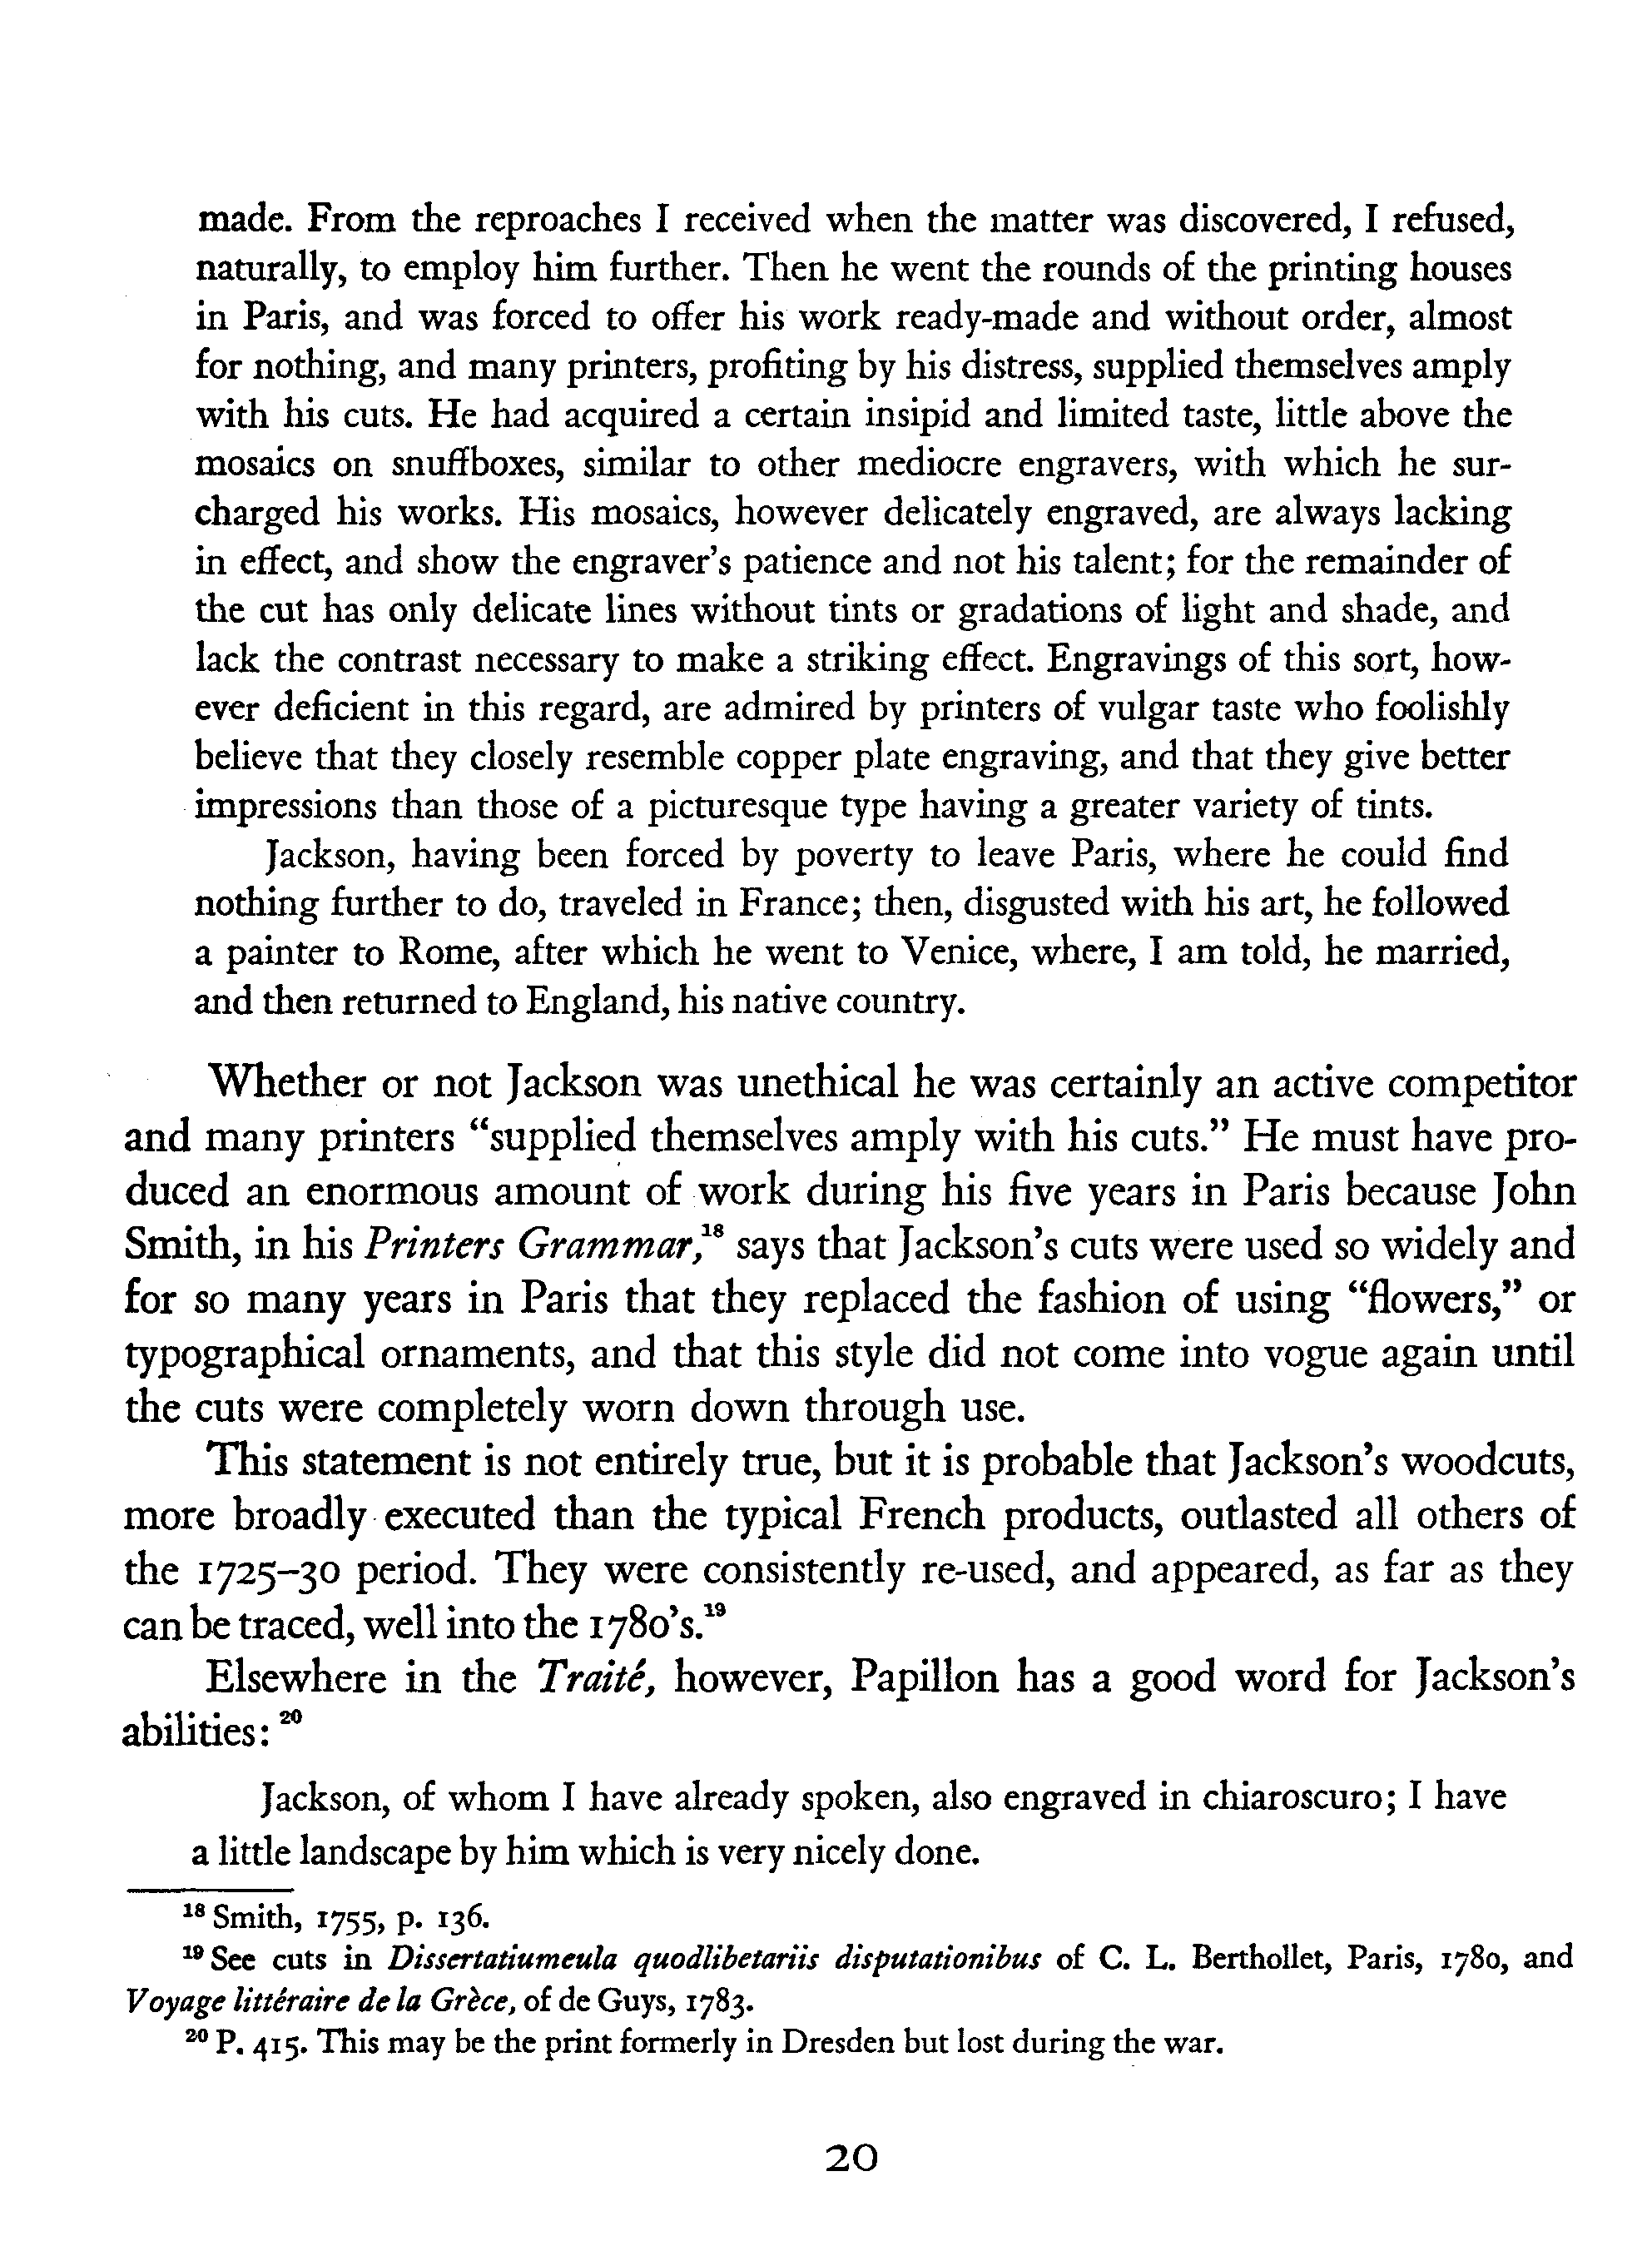 made. From the reproaches I received when the matter was discovered, I refused,
naturally, to employ him further. Then he went the rounds of the printing houses
in Paris, and was forced to offer his work ready-made and without order, almost
for nothing, and many printers, profiting by his distress, supplied themselves amply
with his cuts. He had acquired a certain insipid and limited taste, little above the
mosaics on snuffboxes, similar to other mediocre engravers, with which he sur-
charged his works. His mosaics, however delicately engraved, are always lacking
in effect, and show the engraver's patience and not his talent; for the remainder of
the cut has only delicate lines without tints or gradations of light and shade, and
lack the contrast necessary to make a striking effect. Engravings of this sort, how-
ever deficient in this regard, are admired by printers of vulgar taste who foolishly
believe that they closely resemble copper plate engraving, and that they give better
impressions than those of a picturesque type having a greater variety of tints.
Jackson, having been forced by poverty to leave Paris, where he could find
nothing further to do, traveled in France; then, disgusted with his art, he followed
a painter to Rome, after which he went to Venice, where, I am told, he married,
and then returned to England, his native country.
Whether or not Jackson was unethical he was certainly an active competitor
and many printers “supplied themselves amply with his cuts.” He must have pro-
duced an enormous amount of work during his five years in Paris because John
Smith, in his Printers Grammar,¹⁸ says that Jackson's cuts were used so widely and
for so many years in Paris that they replaced the fashion of using “flowers,” or
typographical ornaments, and that this style did not come into vogue again until
the cuts were completely worn down through use.
This statement is not entirely true, but it is probable that Jackson's woodcuts,
more broadly executed than the typical French products, outlasted all others of
the 1725–30 period. They were consistently re-used, and appeared, as far as they
can be traced, well into the 1780's.¹⁹
Elsewhere in the Traité, however, Papillon has a good word for Jackson's
abilities: ²⁰
Jackson, of whom I have already spoken, also engraved in chiaroscuro; I have
a little landscape by him which is very nicely done.
¹⁸ Smith, 1755, p. 136.
¹⁹ See cuts in Dissertatiumeula quodlibetariis disputationibus of C. L. Berthollet, Paris, 1780, and
Voyage littéraire de la Grèce, of de Guys, 1783.
²⁰ P. 415. This may be the print formerly in Dresden but lost during the war.
20